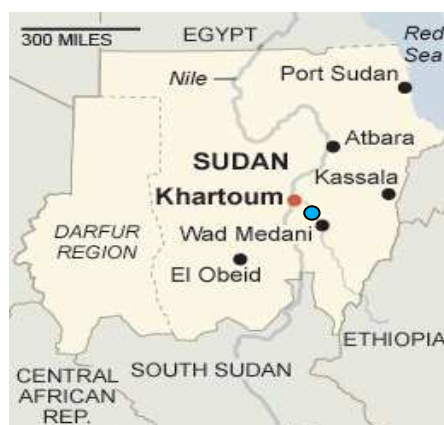 300 MILES
EGYPT
Red
Sea
Nile
Port Sudan
Atbara
SUDAN
Kassala
Khartoum
DARFUR
REGION
Wad Medani
El Obeid
ETHIOPIA
SOUTH SUDAN
CENTRAL
AFRICAN
REP.